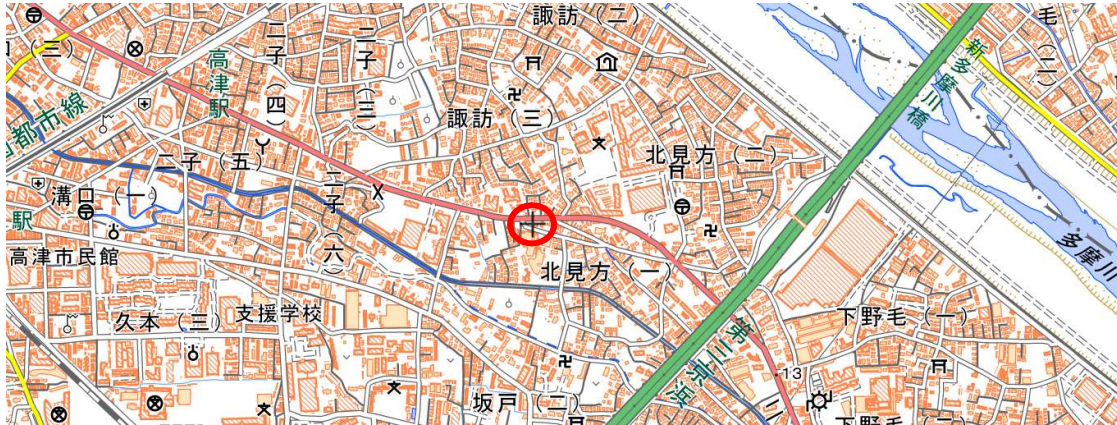 諏訪（二）
毛（二）
口（三）
二子（四）
二子（三）
高津駅
新多摩川橋
田都市線
諏訪（三）
北見方（二）
二子（五）
溝口（一）
二子（六）
駅
高津市民館
北見方（一）
多摩川
久本（三）
支援学校
下野毛（一）
第三京浜
13
坂戸（二）
下野毛（二）